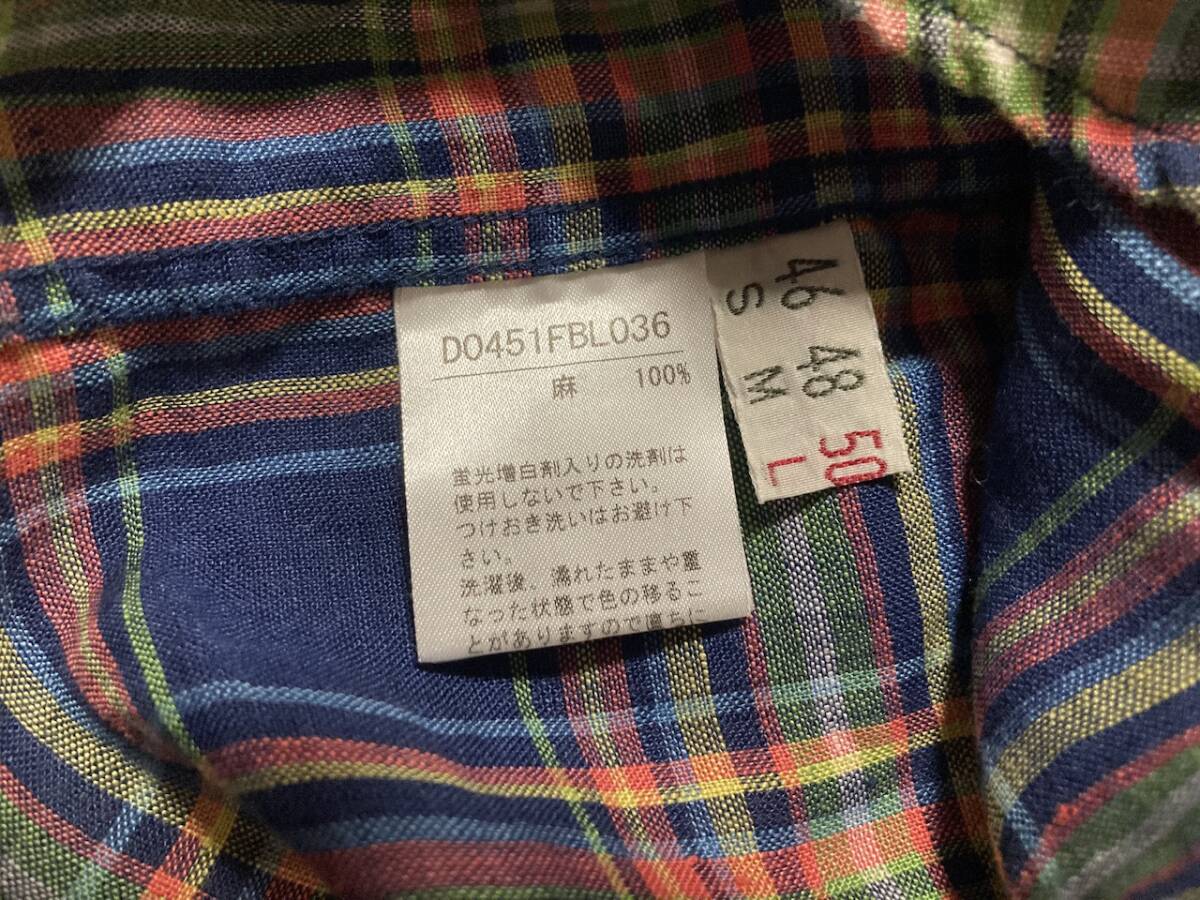 D0451FBL036
麻 100%
蛍光増白剤入りの洗剤は
使用しないで下さい。
つけおき洗いはお避け下
さい。
洗濯後、濡れたままや重
なった状態で色の移るこ
とがありますので直ちに
46 48 50
S M L